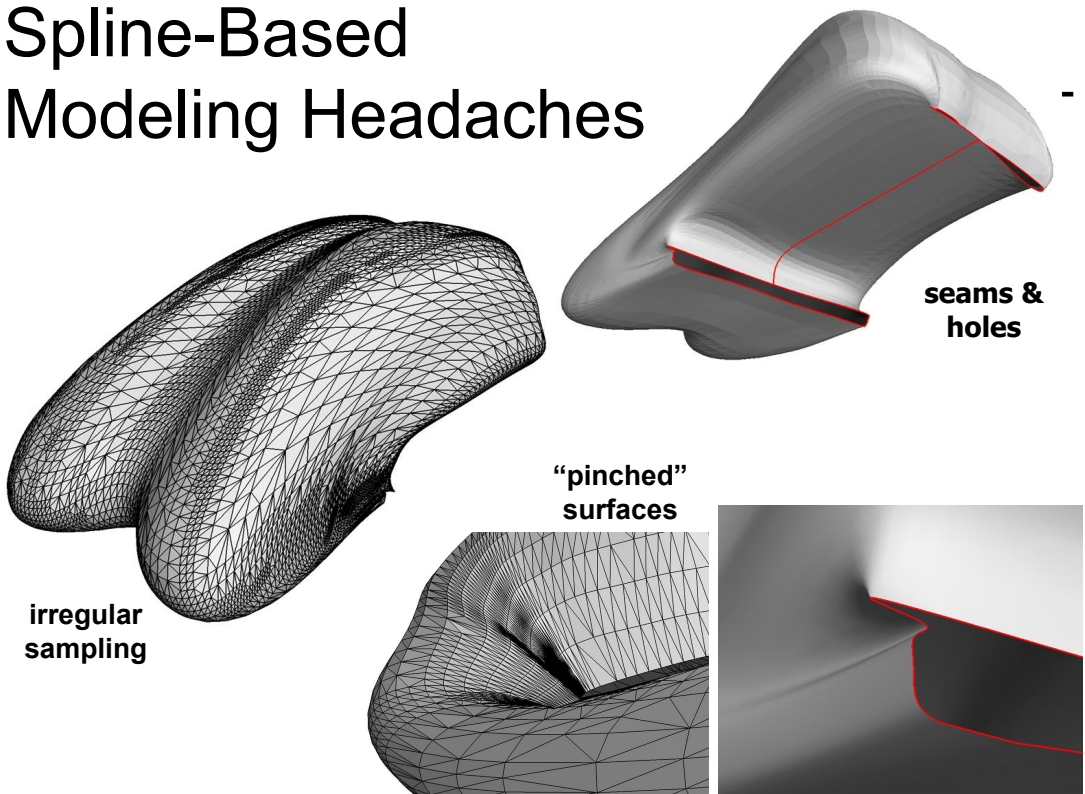 Spline-Based
Modeling Headaches
-
seams &
holes
“pinched”
surfaces
irregular
sampling